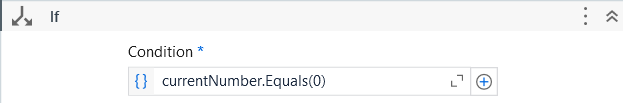 If
Condition *
{} currentNumber.Equals(0)